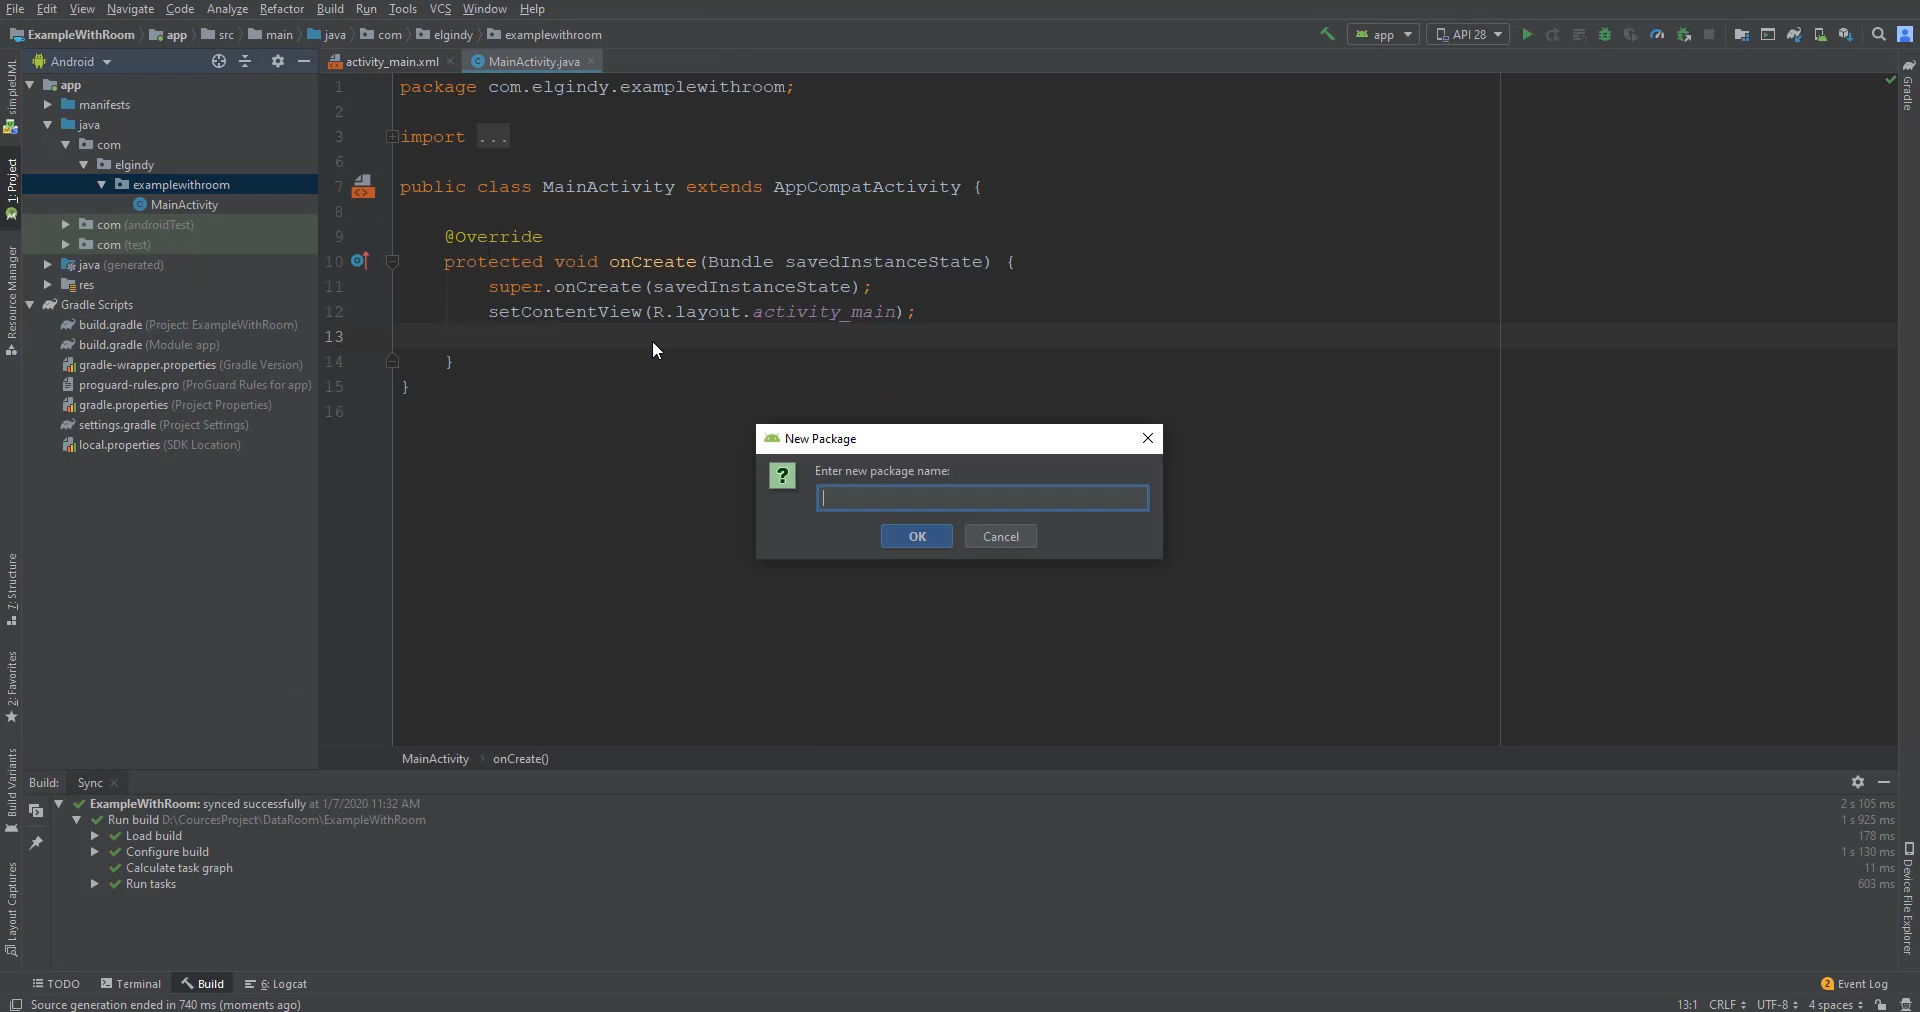 File Edit View Navigate Code Analyze Refactor Build Run Tools VCS Window Help
ExampleWithRoom app src main java com elgindy examplewithroom
app API 28
Android
activity_main.xml
MainActivity.java
simpleUML
1: Project
Resource Manager
7: Structure
2: Favorites
Build Variants
Layout Captures
app
manifests
java
com
elgindy
examplewithroom
MainActivity
com (androidTest)
com (test)
java (generated)
res
Gradle Scripts
build.gradle (Project: ExampleWithRoom)
build.gradle (Module: app)
gradle-wrapper.properties (Gradle Version)
proguard-rules.pro (ProGuard Rules for app)
gradle.properties (Project Properties)
settings.gradle (Project Settings)
local.properties (SDK Location)
1 package com.elgindy.examplewithroom;
2
3 import ...
6
7 public class MainActivity extends AppCompatActivity {
8
9 @Override
10 protected void onCreate(Bundle savedInstanceState) {
11 super.onCreate(savedInstanceState);
12 setContentView(R.layout.activity_main);
13
14 }
15 }
16
New Package
?
Enter new package name:
OK Cancel
MainActivity onCreate()
Gradle
Device File Explorer
Build: Sync
ExampleWithRoom: synced successfully at 1/7/2020 11:32 AM 2 s 105 ms
Run build D:\CourcesProject\DataRoom\ExampleWithRoom 1 s 925 ms
Load build 178 ms
Configure build 1 s 130 ms
Calculate task graph 11 ms
Run tasks 603 ms
TODO Terminal Build 6: Logcat 2 Event Log
Source generation ended in 740 ms (moments ago) 13:1 CRLF UTF-8 4 spaces